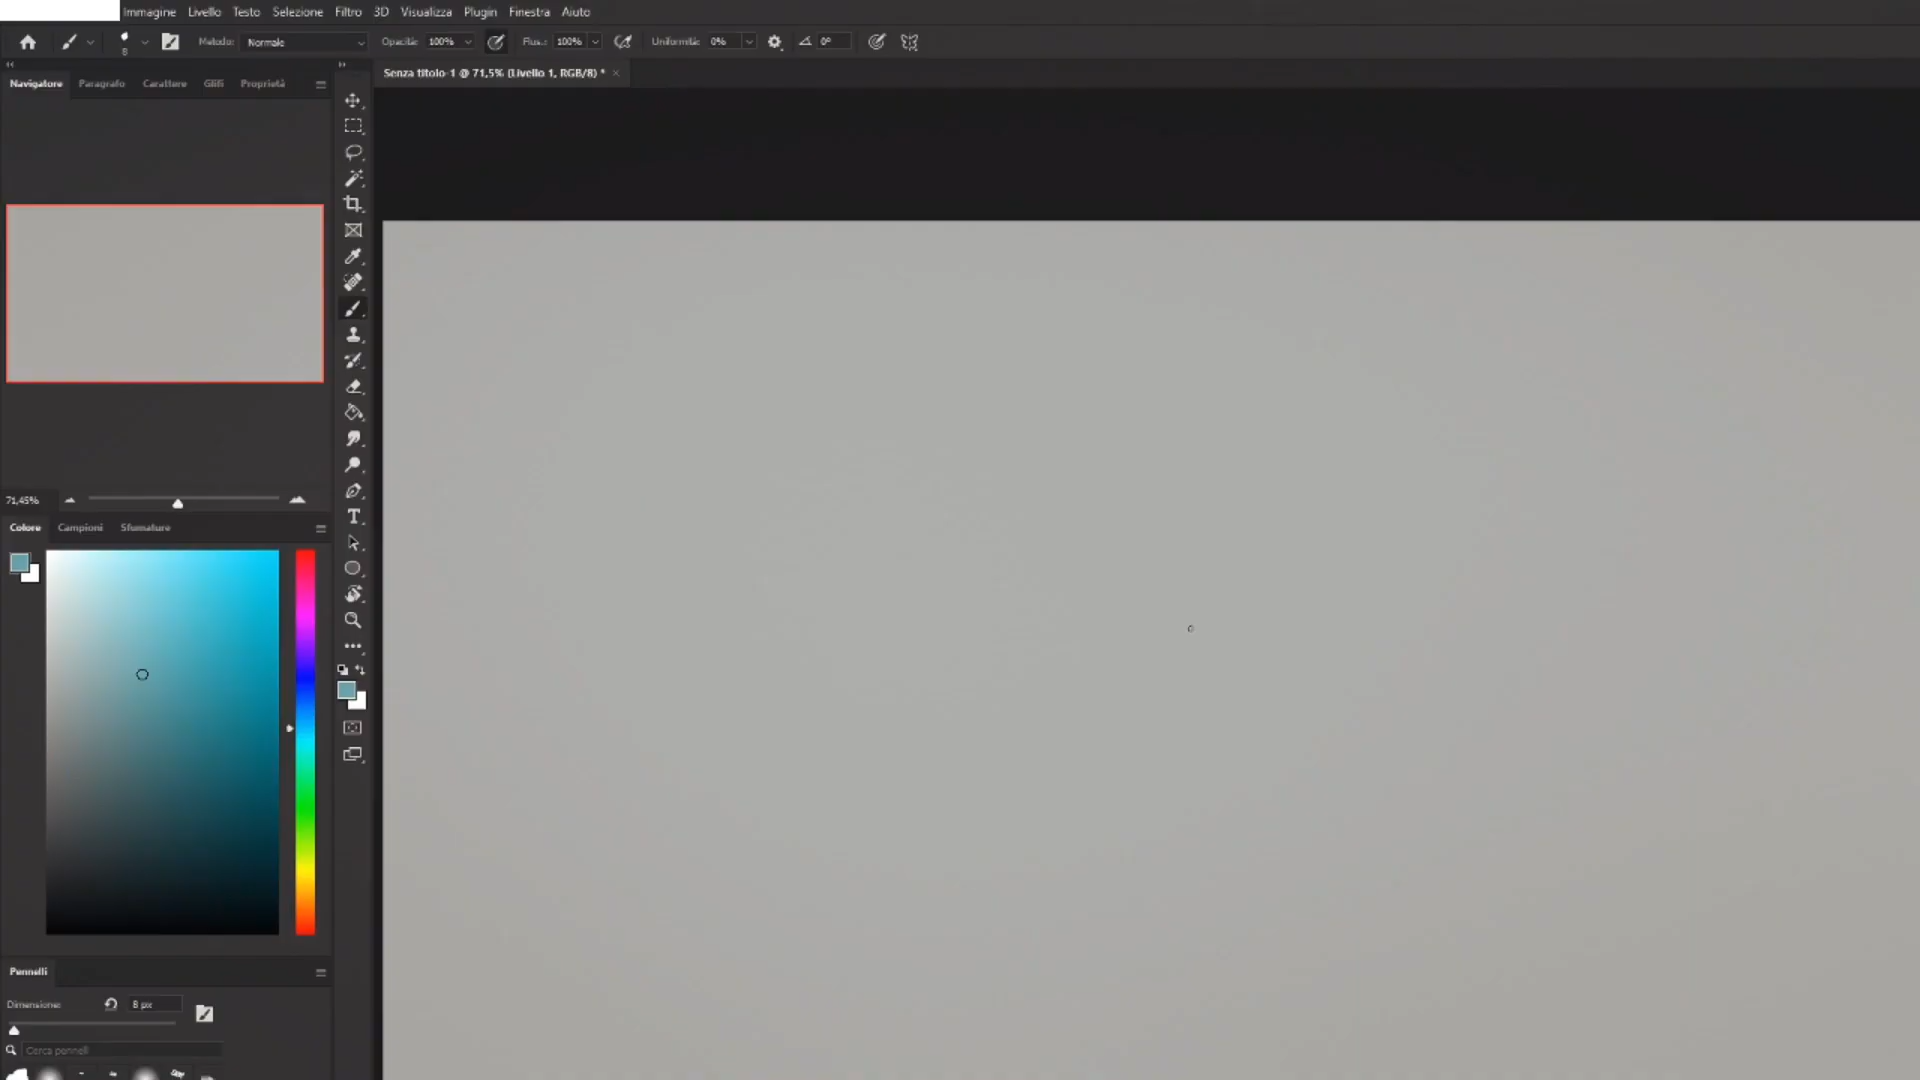 Immagine Livello Testo Selezione Filtro 3D Visualizza Plugin Finestra Aiuto
8 Metodo: Normale Opacità: 100% Flus.: 100% Uniformità: 0% 0°
Navigatore Paragrafo Carattere Glifi Proprietà
Senza titolo-1 @ 71,5% (Livello 1, RGB/8) *
71,45%
Colore Campioni Sfumature
Pennelli
Dimensione: 8 px
Cerca pennelli